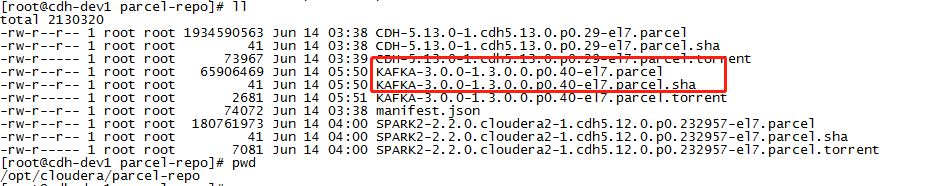 [root@cdh-dev1 parcel-repo]# ll
total 2130320
-rw-r--r-- 1 root root 1934590563 Jun 14 03:38 CDH-5.13.0-1.cdh5.13.0.p0.29-el7.parcel
-rw-r--r-- 1 root root 41 Jun 14 03:38 CDH-5.13.0-1.cdh5.13.0.p0.29-el7.parcel.sha
-rw-r----- 1 root root 73967 Jun 14 03:39 CDH-5.13.0-1.cdh5.13.0.p0.29-el7.parcel.torrent
-rw-r--r-- 1 root root 65906469 Jun 14 05:50 KAFKA-3.0.0-1.3.0.0.p0.40-el7.parcel
-rw-r--r-- 1 root root 41 Jun 14 05:50 KAFKA-3.0.0-1.3.0.0.p0.40-el7.parcel.sha
-rw-r----- 1 root root 2681 Jun 14 05:51 KAFKA-3.0.0-1.3.0.0.p0.40-el7.parcel.torrent
-rw-r--r-- 1 root root 74072 Jun 14 03:38 manifest.json
-rw-r--r-- 1 root root 180761973 Jun 14 04:00 SPARK2-2.2.0.cloudera2-1.cdh5.12.0.p0.232957-el7.parcel
-rw-r--r-- 1 root root 41 Jun 14 04:00 SPARK2-2.2.0.cloudera2-1.cdh5.12.0.p0.232957-el7.parcel.sha
-rw-r----- 1 root root 7081 Jun 14 04:00 SPARK2-2.2.0.cloudera2-1.cdh5.12.0.p0.232957-el7.parcel.torrent
[root@cdh-dev1 parcel-repo]# pwd
/opt/cloudera/parcel-repo